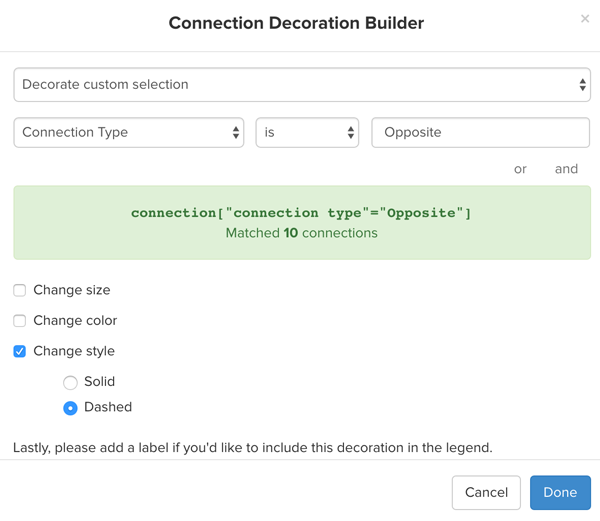 Connection Decoration Builder
×
Decorate custom selection
Connection Type is Opposite
or and
connection["connection type"="Opposite"]
Matched 10 connections
Change size
Change color
Change style
Solid
Dashed
Lastly, please add a label if you'd like to include this decoration in the legend.
Cancel Done